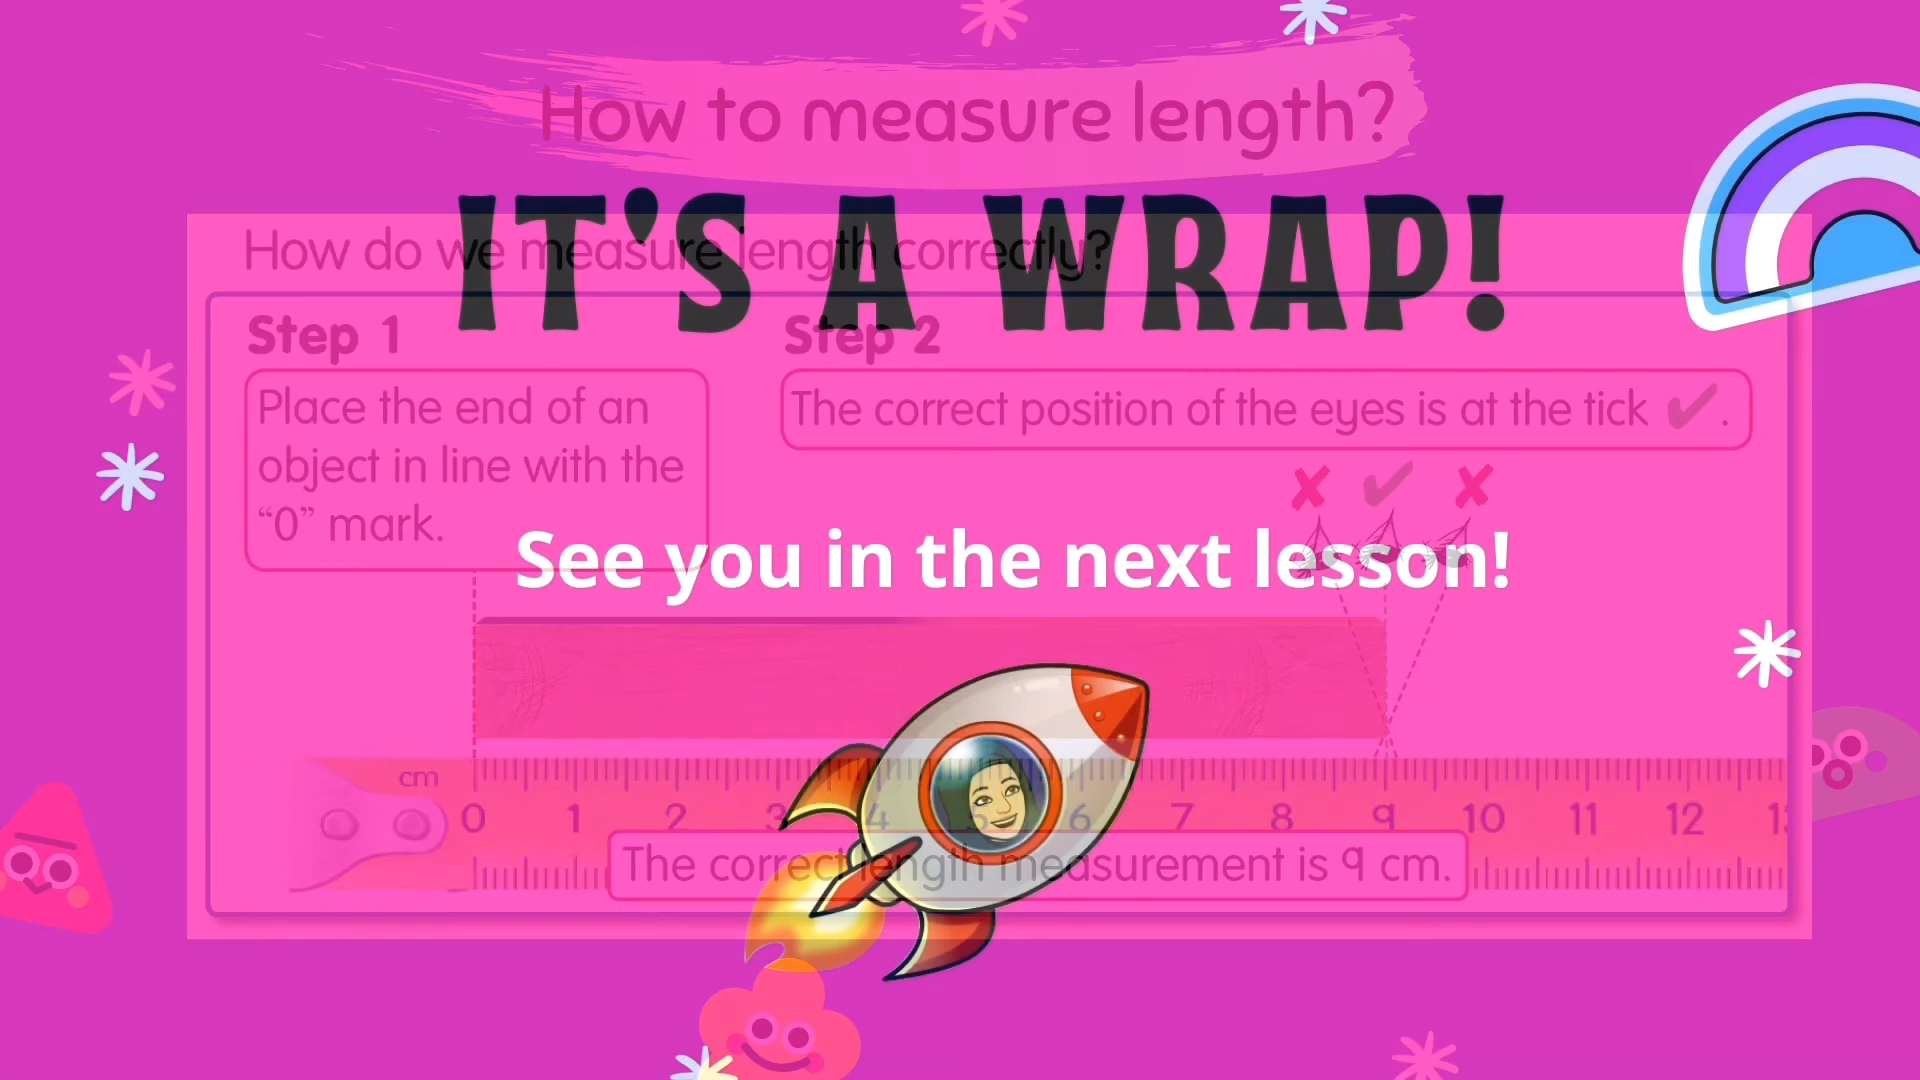 How to measure length?
IT'S A WRAP!
How do we measure length correctly?
Step 1
Step 2
Place the end of an
object in line with the
“0” mark.
The correct position of the eyes is at the tick ✔.
✘ ✔ ✘
See you in the next lesson!
cm
0 1 2 3 4 5 6 7 8 9 10 11 12
The correct length measurement is 9 cm.